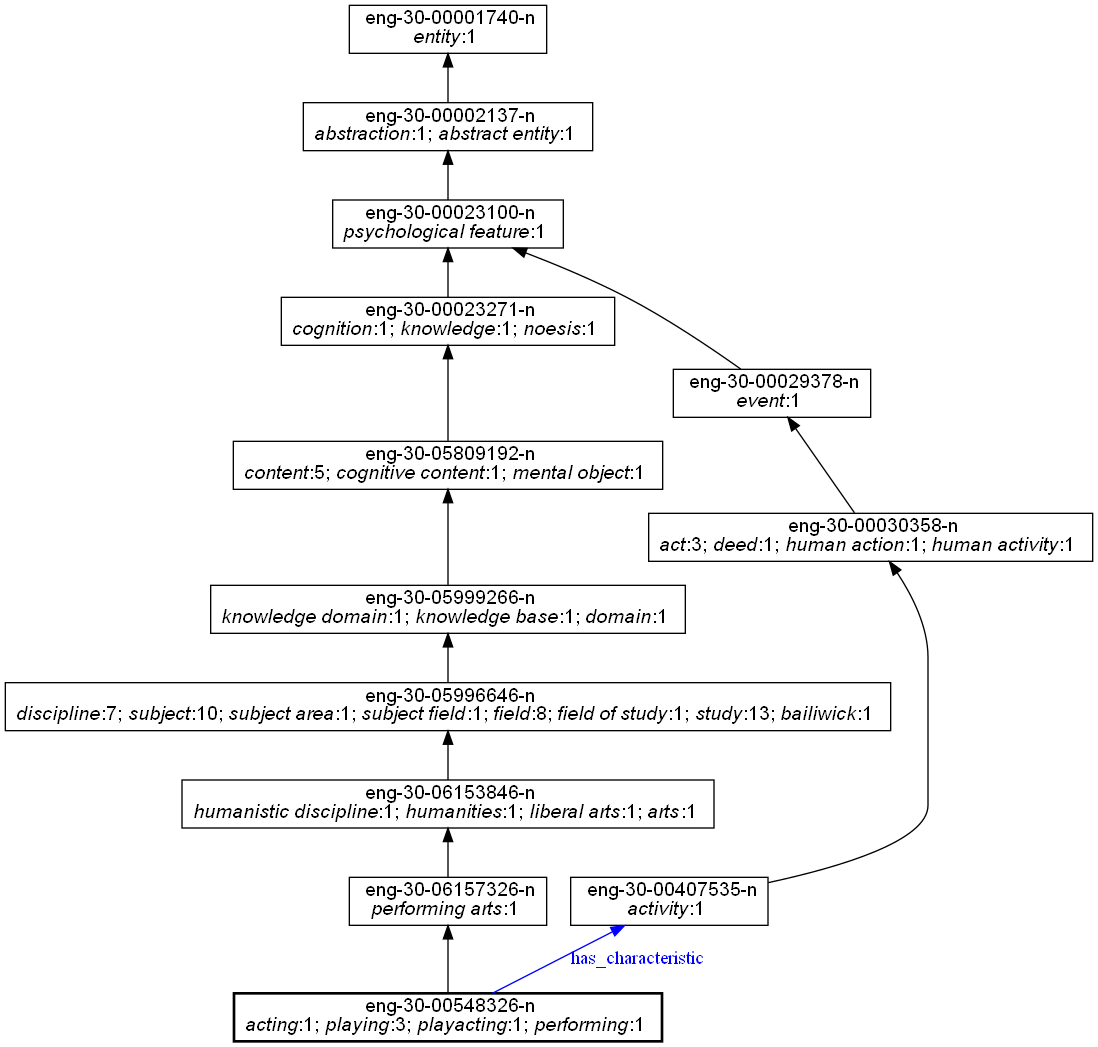 eng-30-00001740-n
entity:1
eng-30-00002137-n
abstraction:1; abstract entity:1
eng-30-00023100-n
psychological feature:1
eng-30-00023271-n
cognition:1; knowledge:1; noesis:1
eng-30-00029378-n
event:1
eng-30-05809192-n
content:5; cognitive content:1; mental object:1
eng-30-00030358-n
act:3; deed:1; human action:1; human activity:1
eng-30-05999266-n
knowledge domain:1; knowledge base:1; domain:1
eng-30-05996646-n
discipline:7; subject:10; subject area:1; subject field:1; field:8; field of study:1; study:13; bailiwick:1
eng-30-06153846-n
humanistic discipline:1; humanities:1; liberal arts:1; arts:1
eng-30-06157326-n
performing arts:1
eng-30-00407535-n
activity:1
has_characteristic
eng-30-00548326-n
acting:1; playing:3; playacting:1; performing:1